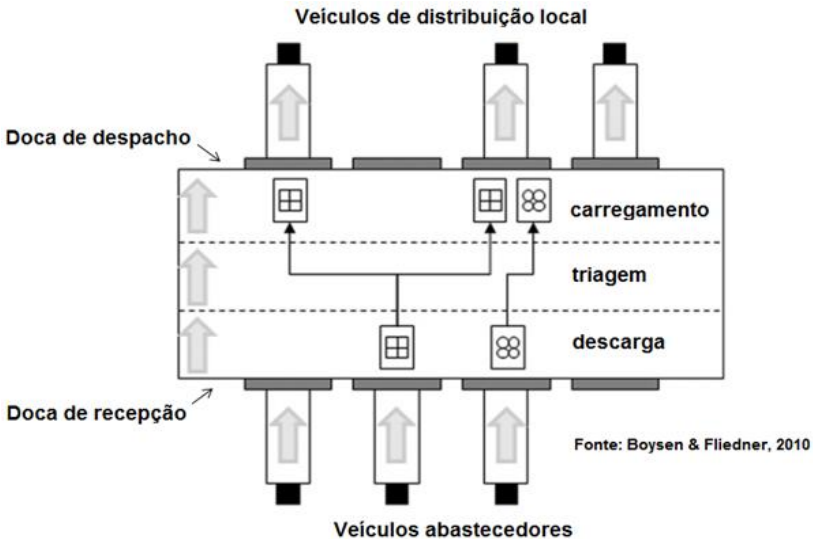 Veículos de distribuição local
Doca de despacho
carregamento
triagem
descarga
Doca de recepção
Fonte: Boysen & Fliedner, 2010
Veículos abastecedores